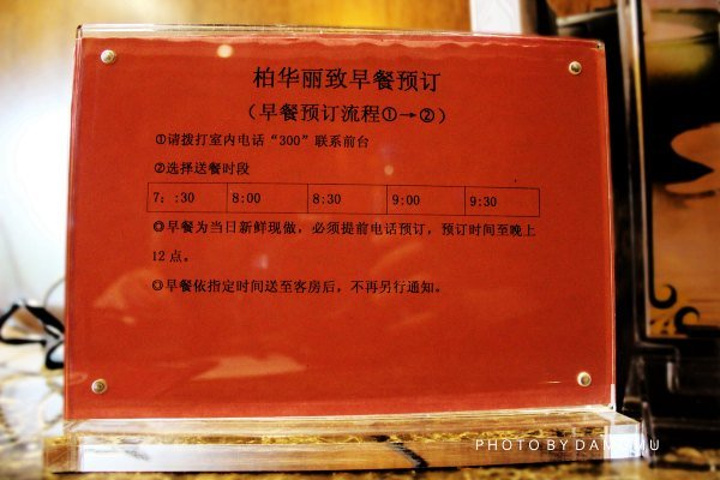 柏华丽致早餐预订
（早餐预订流程①→②）
①请拨打室内电话“300”联系前台
②选择送餐时段
7：:30 8:00 8:30 9:00 9:30
◎早餐为当日新鲜现做，必须提前电话预订，预订时间至晚上
12点。
◎早餐依指定时间送至客房后，不再另行通知。
PHOTO BY DAMUMU